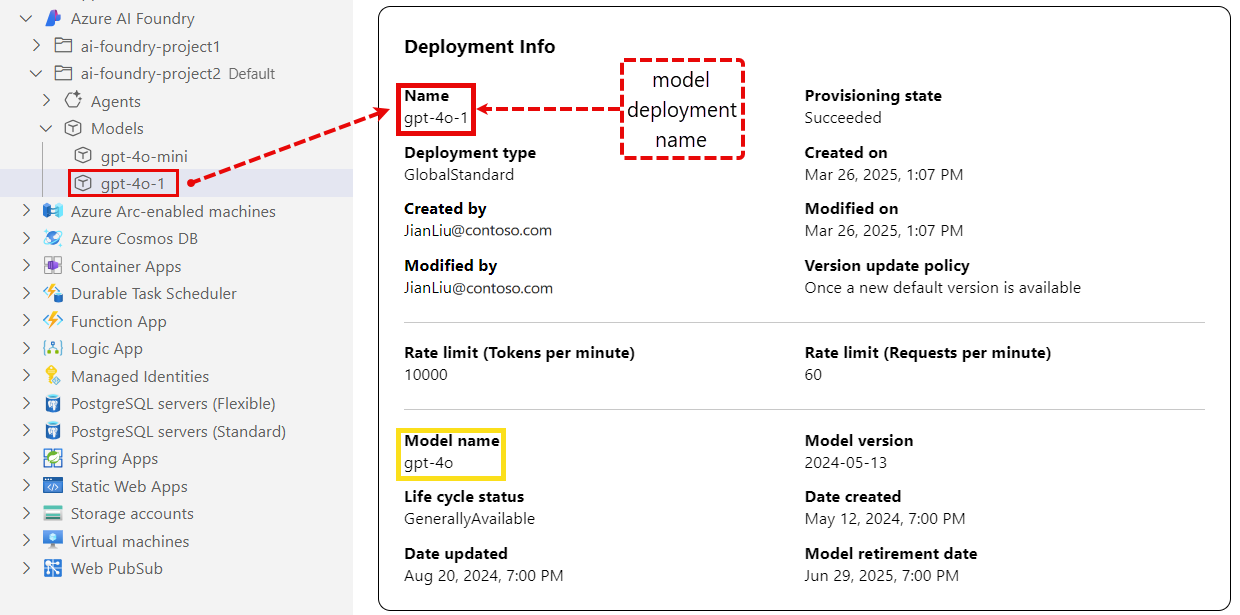 Azure AI Foundry
ai-foundry-project1
ai-foundry-project2 Default
Agents
Models
gpt-4o-mini
gpt-4o-1
Azure Arc-enabled machines
Azure Cosmos DB
Container Apps
Durable Task Scheduler
Function App
Logic App
Managed Identities
PostgreSQL servers (Flexible)
PostgreSQL servers (Standard)
Spring Apps
Static Web Apps
Storage accounts
Virtual machines
Web PubSub
Deployment Info
Name
gpt-4o-1
model
deployment
name
Provisioning state
Succeeded
Deployment type
GlobalStandard
Created on
Mar 26, 2025, 1:07 PM
Created by
JianLiu@contoso.com
Modified on
Mar 26, 2025, 1:07 PM
Modified by
JianLiu@contoso.com
Version update policy
Once a new default version is available
Rate limit (Tokens per minute)
10000
Rate limit (Requests per minute)
60
Model name
gpt-4o
Model version
2024-05-13
Life cycle status
GenerallyAvailable
Date created
May 12, 2024, 7:00 PM
Date updated
Aug 20, 2024, 7:00 PM
Model retirement date
Jun 29, 2025, 7:00 PM